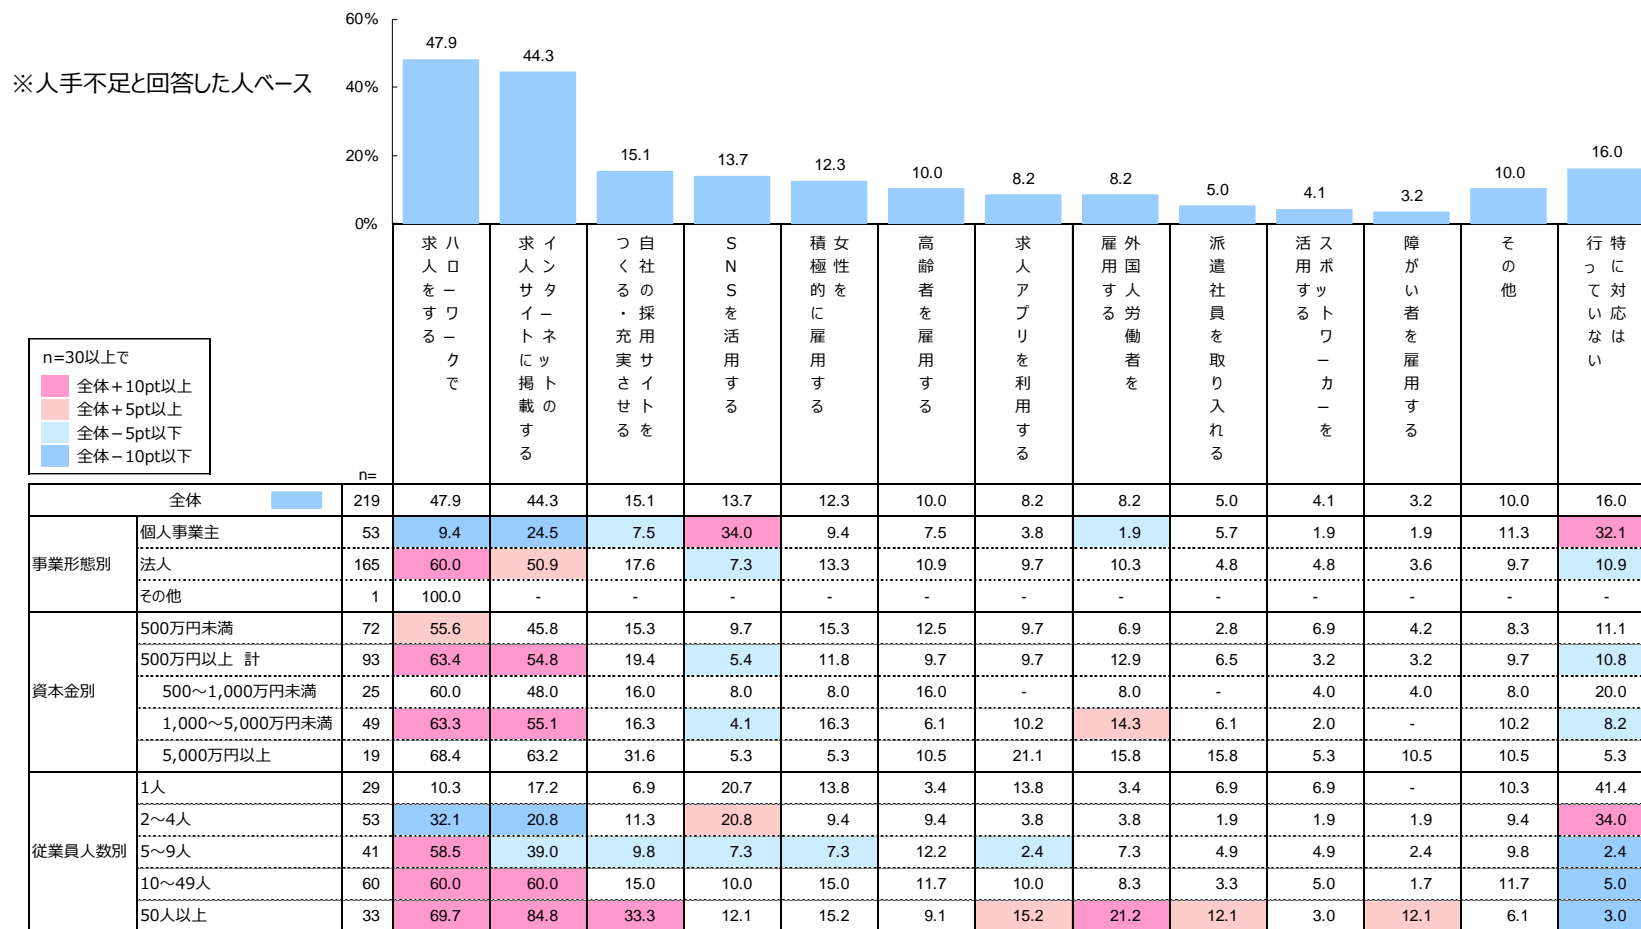 ※人手不足と回答した人ベース
60%
40%
20%
0%
47.9
44.3
15.1
13.7
12.3
10.0
8.2
8.2
5.0
4.1
3.2
10.0
16.0
ハローワークで
求人をする
インターネットの
求人サイトに掲載する
自社の採用サイトを
つくる・充実させる
SNSを活用する
女性を
積極的に雇用する
高齢者を雇用する
求人アプリを利用する
外国人労働者を
雇用する
派遣社員を取り入れる
スポットワーカーを
活用する
障がい者を雇用する
その他
特に対応は
行っていない
n=30以上で
全体+10pt以上
全体+5pt以上
全体-5pt以下
全体-10pt以下
n=
全体 219 47.9 44.3 15.1 13.7 12.3 10.0 8.2 8.2 5.0 4.1 3.2 10.0 16.0
事業形態別
個人事業主 53 9.4 24.5 7.5 34.0 9.4 7.5 3.8 1.9 5.7 1.9 1.9 11.3 32.1
法人 165 60.0 50.9 17.6 7.3 13.3 10.9 9.7 10.3 4.8 4.8 3.6 9.7 10.9
その他 1 100.0 - - - - - - - - - - - -
資本金別
500万円未満 72 55.6 45.8 15.3 9.7 15.3 12.5 9.7 6.9 2.8 6.9 4.2 8.3 11.1
500万円以上 計 93 63.4 54.8 19.4 5.4 11.8 9.7 9.7 12.9 6.5 3.2 3.2 9.7 10.8
500～1,000万円未満 25 60.0 48.0 16.0 8.0 8.0 16.0 - 8.0 - 4.0 4.0 8.0 20.0
1,000～5,000万円未満 49 63.3 55.1 16.3 4.1 16.3 6.1 10.2 14.3 6.1 2.0 - 10.2 8.2
5,000万円以上 19 68.4 63.2 31.6 5.3 5.3 10.5 21.1 15.8 15.8 5.3 10.5 10.5 5.3
従業員人数別
1人 29 10.3 17.2 6.9 20.7 13.8 3.4 13.8 3.4 6.9 6.9 - 10.3 41.4
2～4人 53 32.1 20.8 11.3 20.8 9.4 9.4 3.8 3.8 1.9 1.9 1.9 9.4 34.0
5～9人 41 58.5 39.0 9.8 7.3 7.3 12.2 2.4 7.3 4.9 4.9 2.4 9.8 2.4
10～49人 60 60.0 60.0 15.0 10.0 15.0 11.7 10.0 8.3 3.3 5.0 1.7 11.7 5.0
50人以上 33 69.7 84.8 33.3 12.1 15.2 9.1 15.2 21.2 12.1 3.0 12.1 6.1 3.0